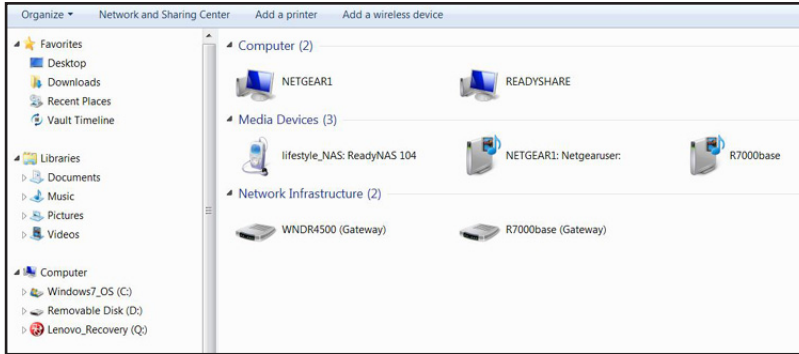 Organize Network and Sharing Center Add a printer Add a wireless device
Favorites
Desktop
Downloads
Recent Places
Vault Timeline
Libraries
Documents
Music
Pictures
Videos
Computer
Windows7_OS (C:)
Removable Disk (D:)
Lenovo_Recovery (Q:)
Computer (2)
NETGEAR1 READYSHARE
Media Devices (3)
lifestyle_NAS: ReadyNAS 104 NETGEAR1: Netgearuser: R7000base
Network Infrastructure (2)
WNDR4500 (Gateway) R7000base (Gateway)